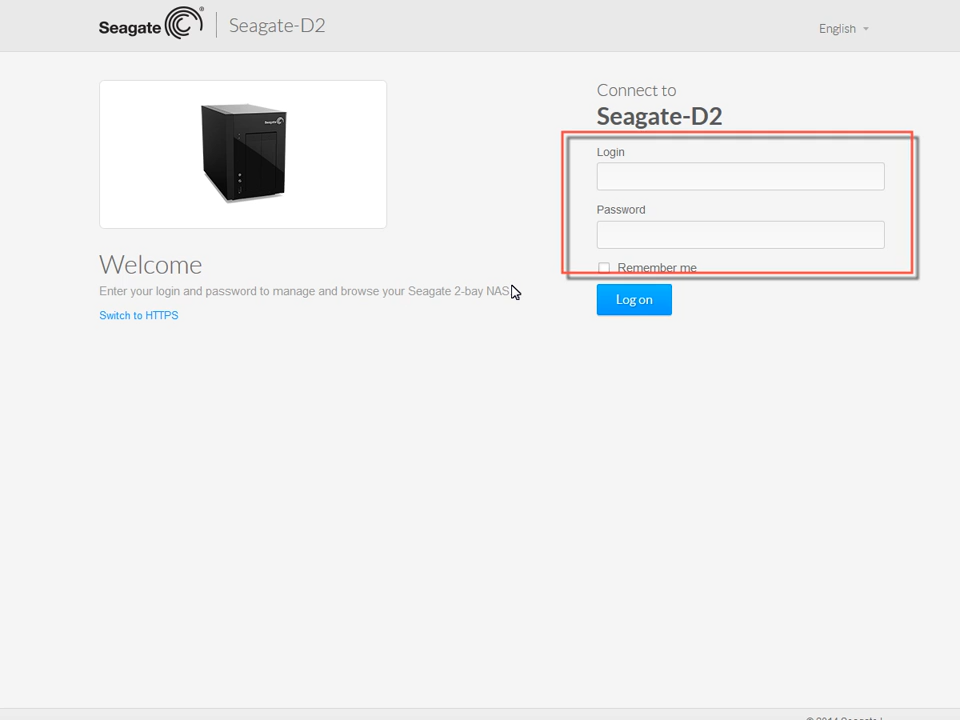 Seagate
Seagate-D2
English
Seagate
Connect to
Seagate-D2
Login
Password
Remember me
Log on
Welcome
Enter your login and password to manage and browse your Seagate 2-bay NAS
Switch to HTTPS